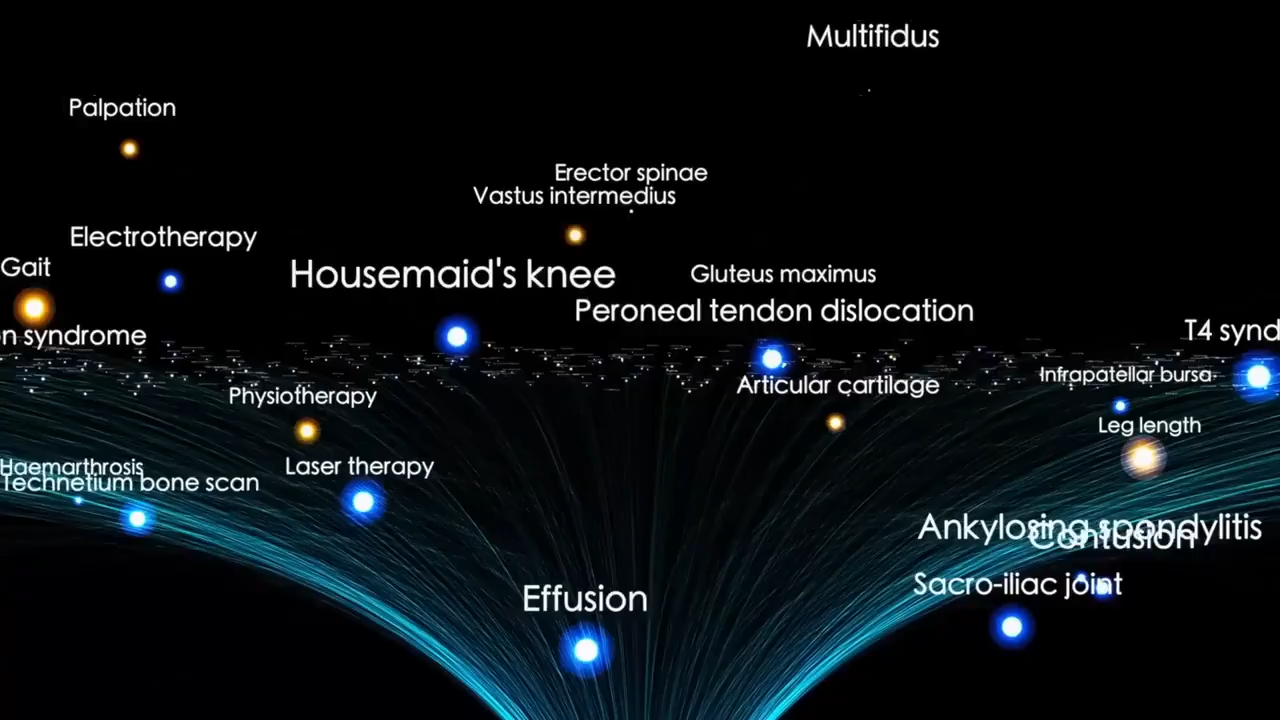 Multifidus
Palpation
Erector spinae
Vastus intermedius
Electrotherapy
Gait
Housemaid's knee
Gluteus maximus
Peroneal tendon dislocation
n syndrome
T4 synd
Infrapatellar bursa
Articular cartilage
Physiotherapy
Leg length
Haemarthrosis
Laser therapy
Technetium bone scan
Ankylosing spondylitis
Contusion
Sacro-iliac joint
Effusion